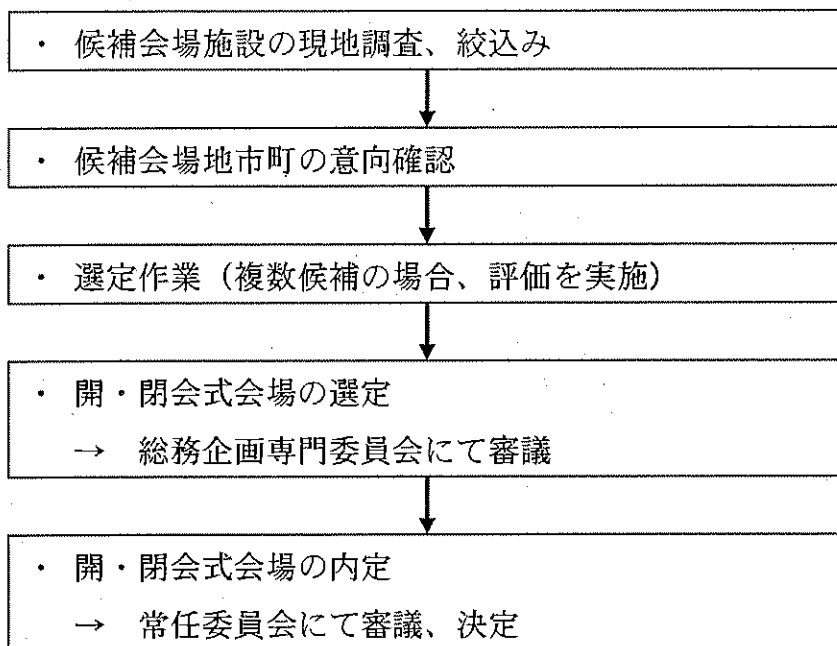 ・ 候補会場施設の現地調査、絞込み
・ 候補会場地市町の意向確認
・ 選定作業（複数候補の場合、評価を実施）
・ 開・閉会式会場の選定
→ 総務企画専門委員会にて審議
・ 開・閉会式会場の内定
→ 常任委員会にて審議、決定